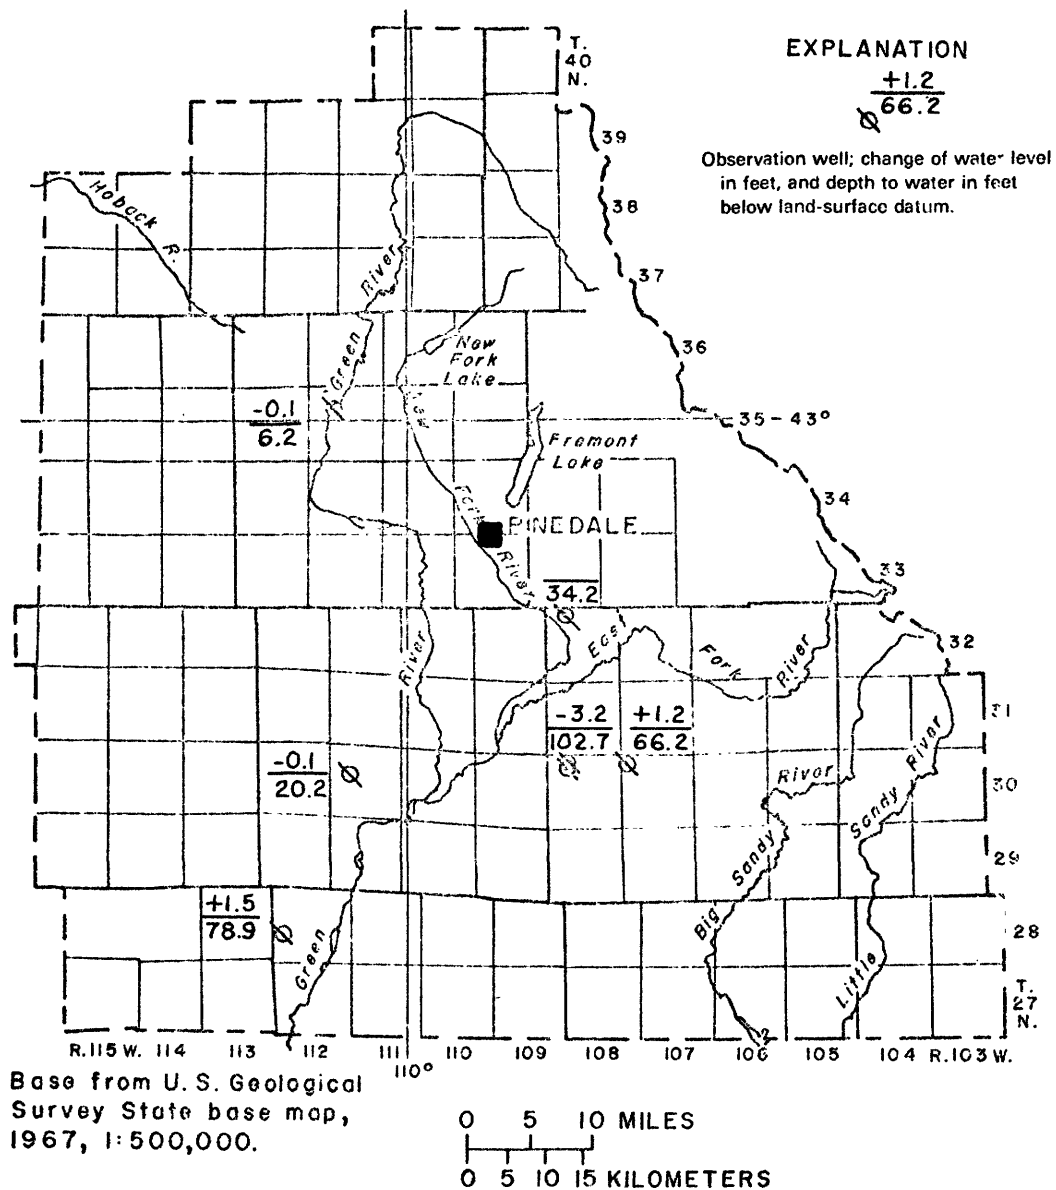 EXPLANATION
+1.2
66.2
Observation well; change of water level
in feet, and depth to water in feet
below land-surface datum.
T.
40
N.
39
38
37
36
35 - 43°
34
33
32
31
30
29
28
T.
27
N.
Hoback R.
Green River
New
Fork
Lake
New Fork River
-0.1
6.2
Fremont
Lake
PINEDALE
34.2
East Fork River
River
-3.2
102.7
+1.2
66.2
-0.1
20.2
Big Sandy River
Little Sandy River
+1.5
78.9
Green
R.115 W. 114 113 112 111 110 109 108 107 106 105 104 R.103 W.
110°
Base from U. S. Geological
Survey State base map,
1967, 1:500,000.
0 5 10 MILES
0 5 10 15 KILOMETERS